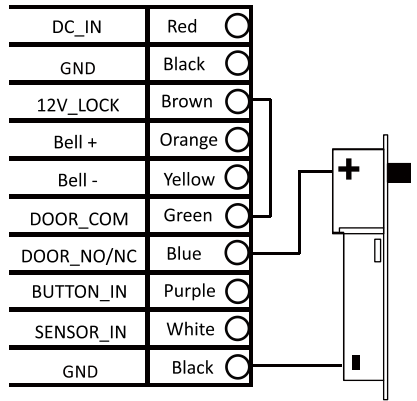 DC_IN Red
GND Black
12V_LOCK Brown
Bell + Orange
Bell - Yellow
DOOR_COM Green
DOOR_NO/NC Blue
BUTTON_IN Purple
SENSOR_IN White
GND Black
+
-